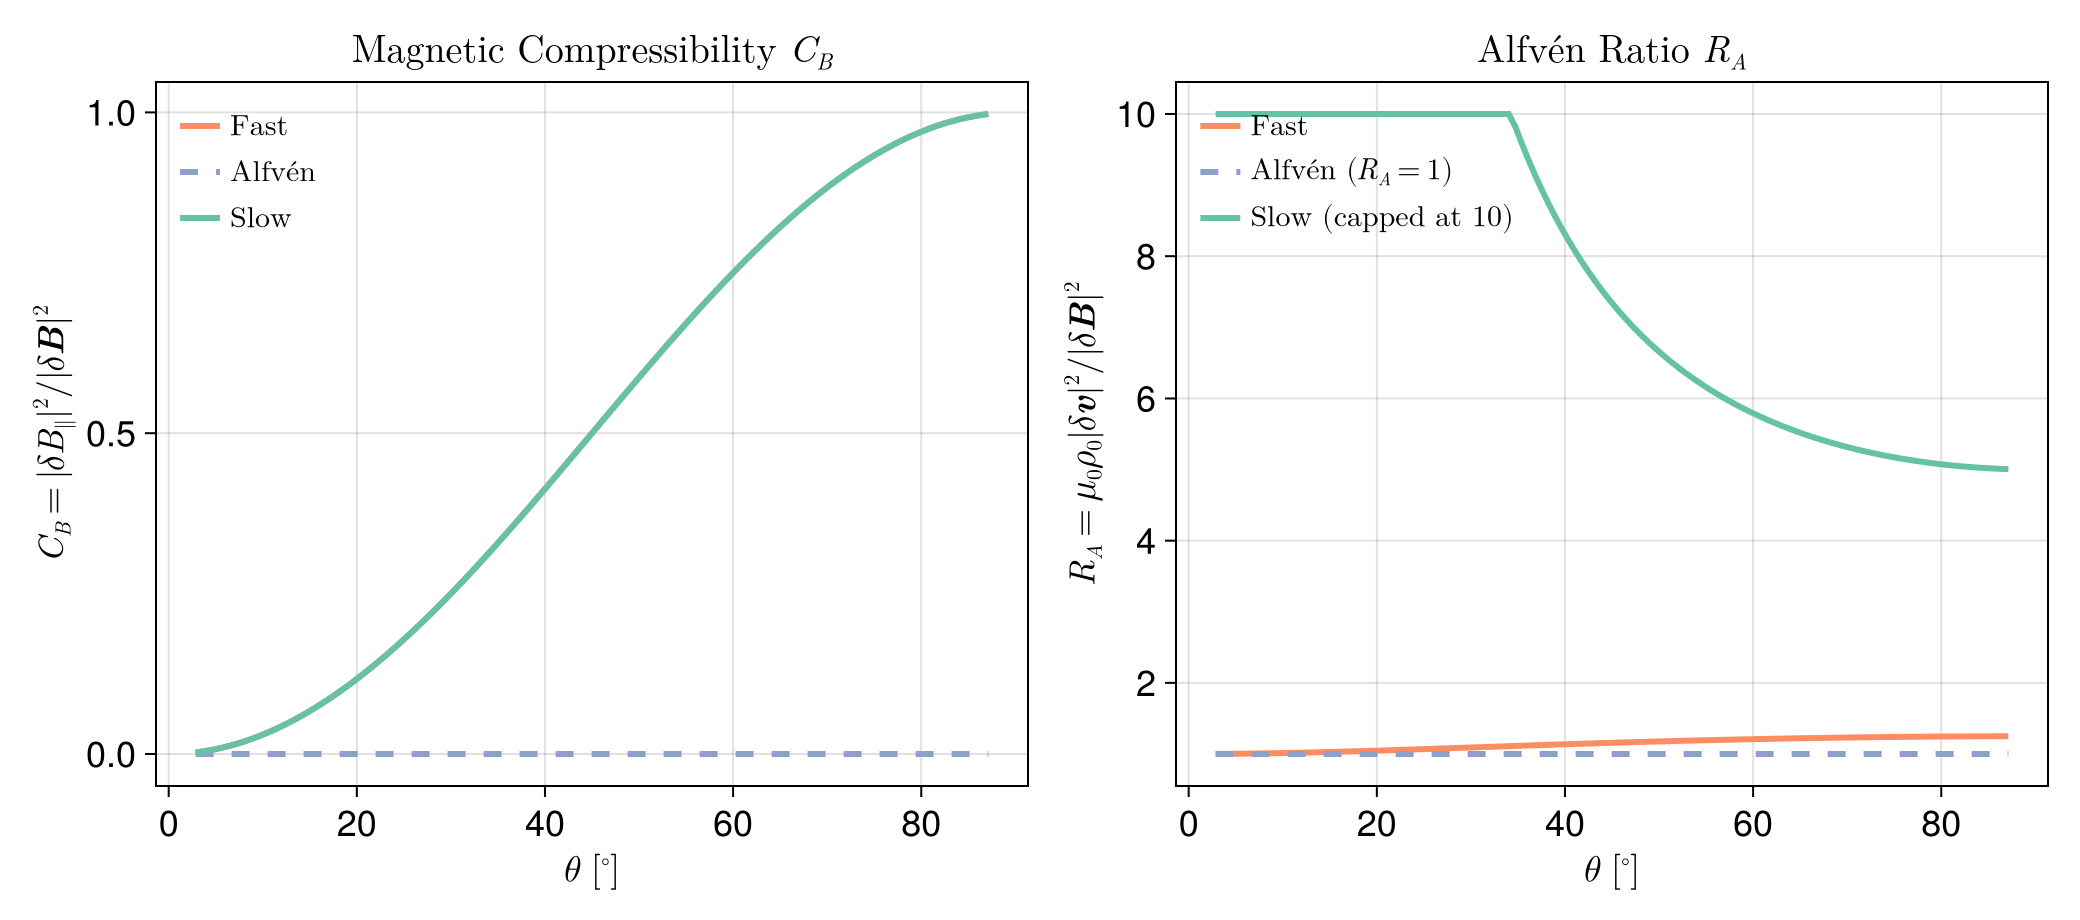 Magnetic Compressibility C_B
C_B = |δB_∥|²/|δB|²
1.0
0.5
0.0
Fast
Alfvén
Slow
0 20 40 60 80
θ [°]
Alfvén Ratio R_A
R_A = μ₀ρ₀|δv|²/|δB|²
10
8
6
4
2
Fast
Alfvén (R_A = 1)
Slow (capped at 10)
0 20 40 60 80
θ [°]